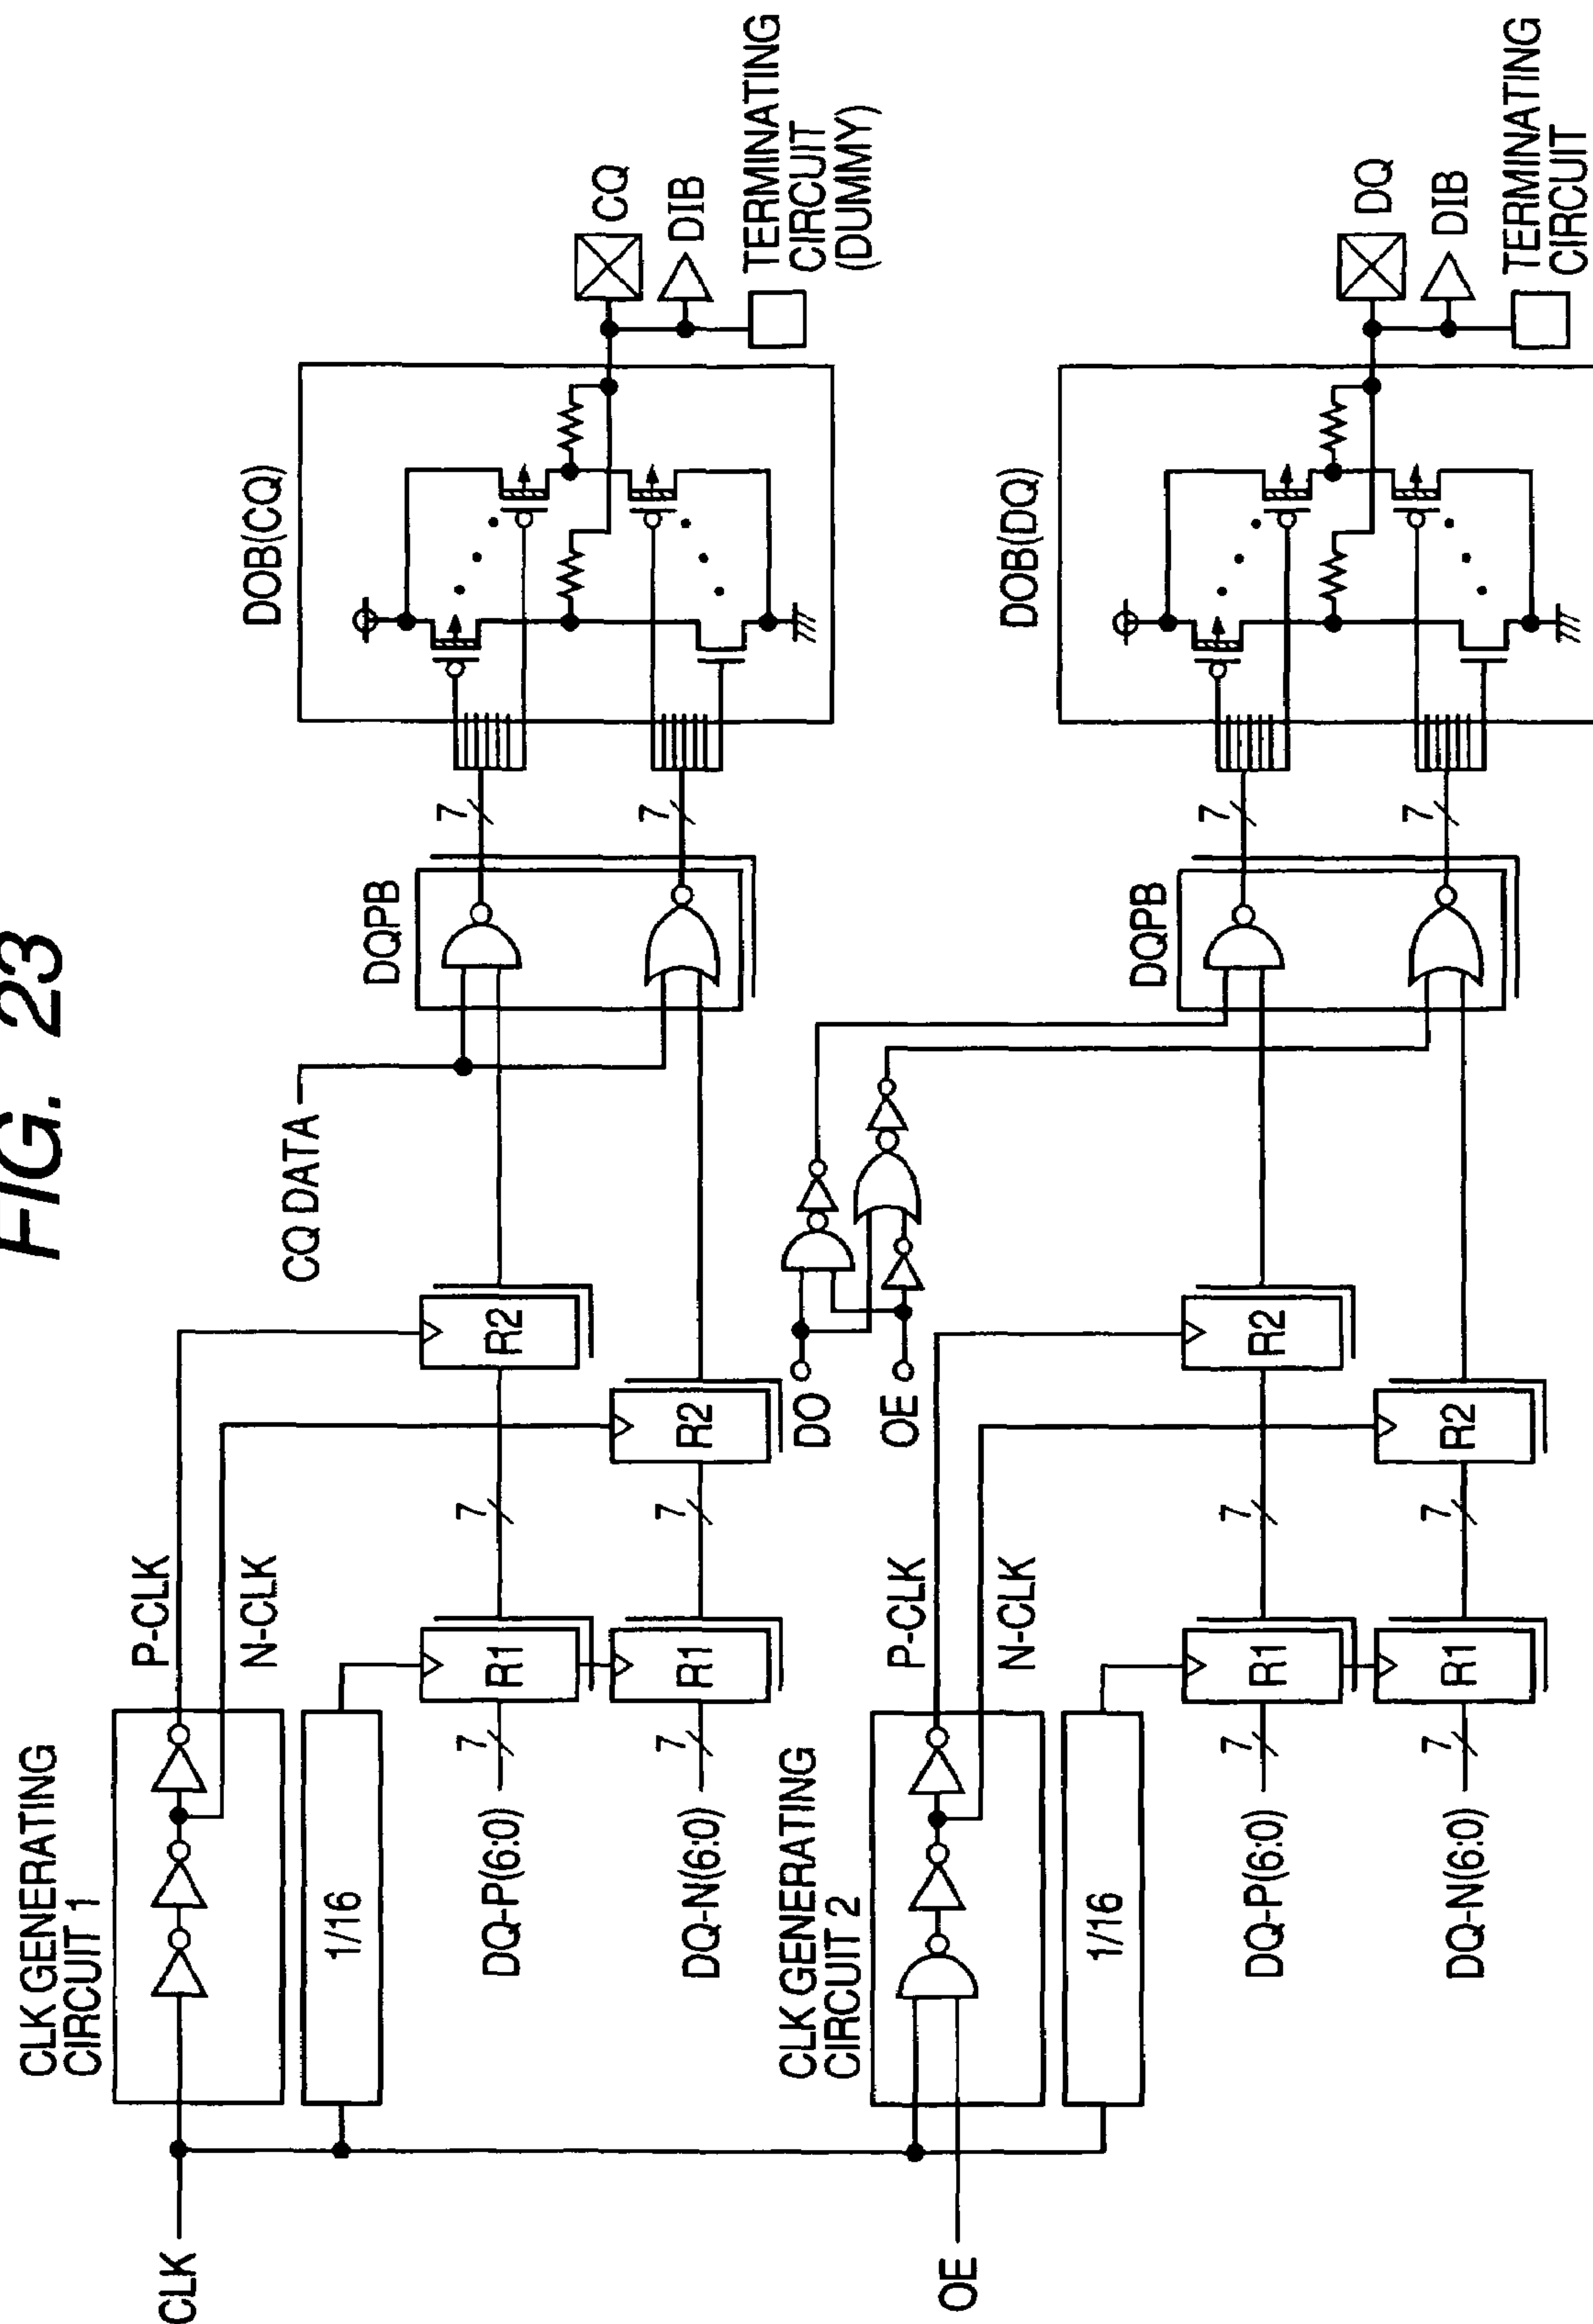 FIG. 23
CLK
CLK GENERATING
CIRCUIT 1
P-CLK
N-CLK
1/16
DQ-P(6:0)
7
R1
7
R2
DQ-N(6:0)
7
R1
7
R2
CQ DATA
DQPB
7
7
DOB(CQ)
CQ
DIB
TERMINATING
CIRCUIT
(DUMMY)
OE
CLK GENERATING
CIRCUIT 2
P-CLK
N-CLK
1/16
DO
OE
DQ-P(6:0)
7
R1
7
R2
DQ-N(6:0)
7
R1
7
R2
DQPB
7
7
DOB(DQ)
DQ
DIB
TERMINATING
CIRCUIT